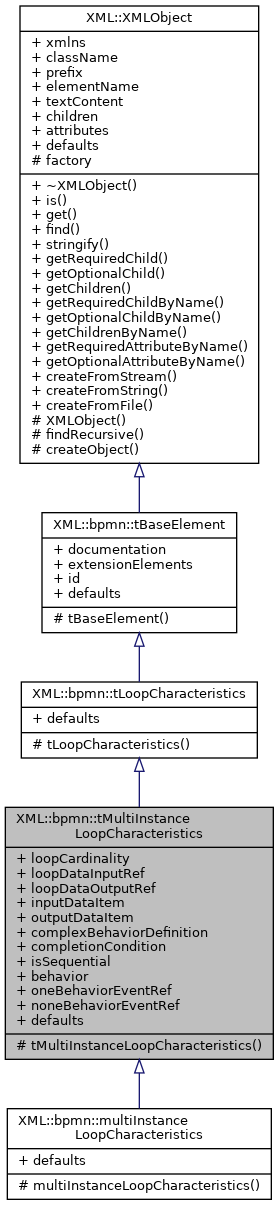 XML::XMLObject
+ xmlns
+ className
+ prefix
+ elementName
+ textContent
+ children
+ attributes
+ defaults
# factory
+ ~XMLObject()
+ is()
+ get()
+ find()
+ stringify()
+ getRequiredChild()
+ getOptionalChild()
+ getChildren()
+ getRequiredChildByName()
+ getOptionalChildByName()
+ getChildrenByName()
+ getRequiredAttributeByName()
+ getOptionalAttributeByName()
+ createFromStream()
+ createFromString()
+ createFromFile()
# XMLObject()
# findRecursive()
# createObject()
XML::bpmn::tBaseElement
+ documentation
+ extensionElements
+ id
+ defaults
# tBaseElement()
XML::bpmn::tLoopCharacteristics
+ defaults
# tLoopCharacteristics()
XML::bpmn::tMultiInstance
LoopCharacteristics
+ loopCardinality
+ loopDataInputRef
+ loopDataOutputRef
+ inputDataItem
+ outputDataItem
+ complexBehaviorDefinition
+ completionCondition
+ isSequential
+ behavior
+ oneBehaviorEventRef
+ noneBehaviorEventRef
+ defaults
# tMultiInstanceLoopCharacteristics()
XML::bpmn::multiInstance
LoopCharacteristics
+ defaults
# multiInstanceLoopCharacteristics()